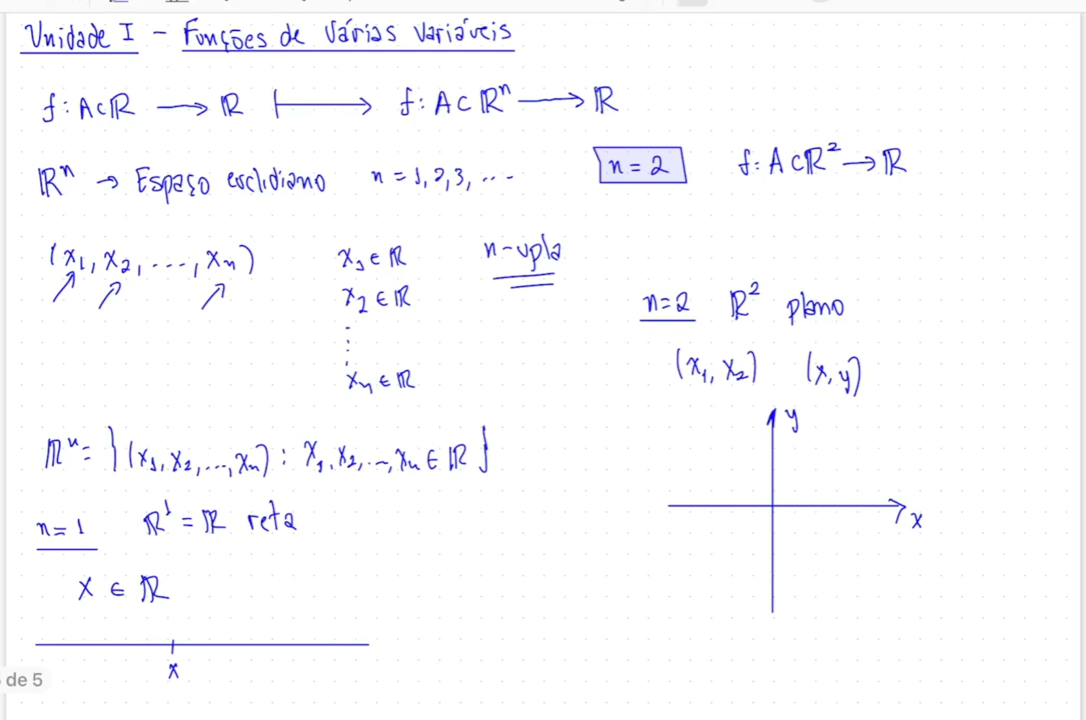 Unidade I - Funções de Várias Variáveis
f: A⊂ℝ ⟶ ℝ ⟼ f: A⊂ℝⁿ ⟶ ℝ
ℝⁿ → Espaço euclidiano n = 1, 2, 3, ... n = 2 f: A⊂ℝ² → ℝ
(x₁, x₂, ..., xₙ) x₁ ∈ ℝ n-upla
x₂ ∈ ℝ
⋮
xₙ ∈ ℝ
n=2 ℝ² plano
(x₁, x₂) (x, y)
ℝⁿ = {(x₁, x₂, ..., xₙ) : x₁, x₂, ..., xₙ ∈ ℝ}
n = 1 ℝ¹ = ℝ reta
x ∈ ℝ
x
y
x
de 5